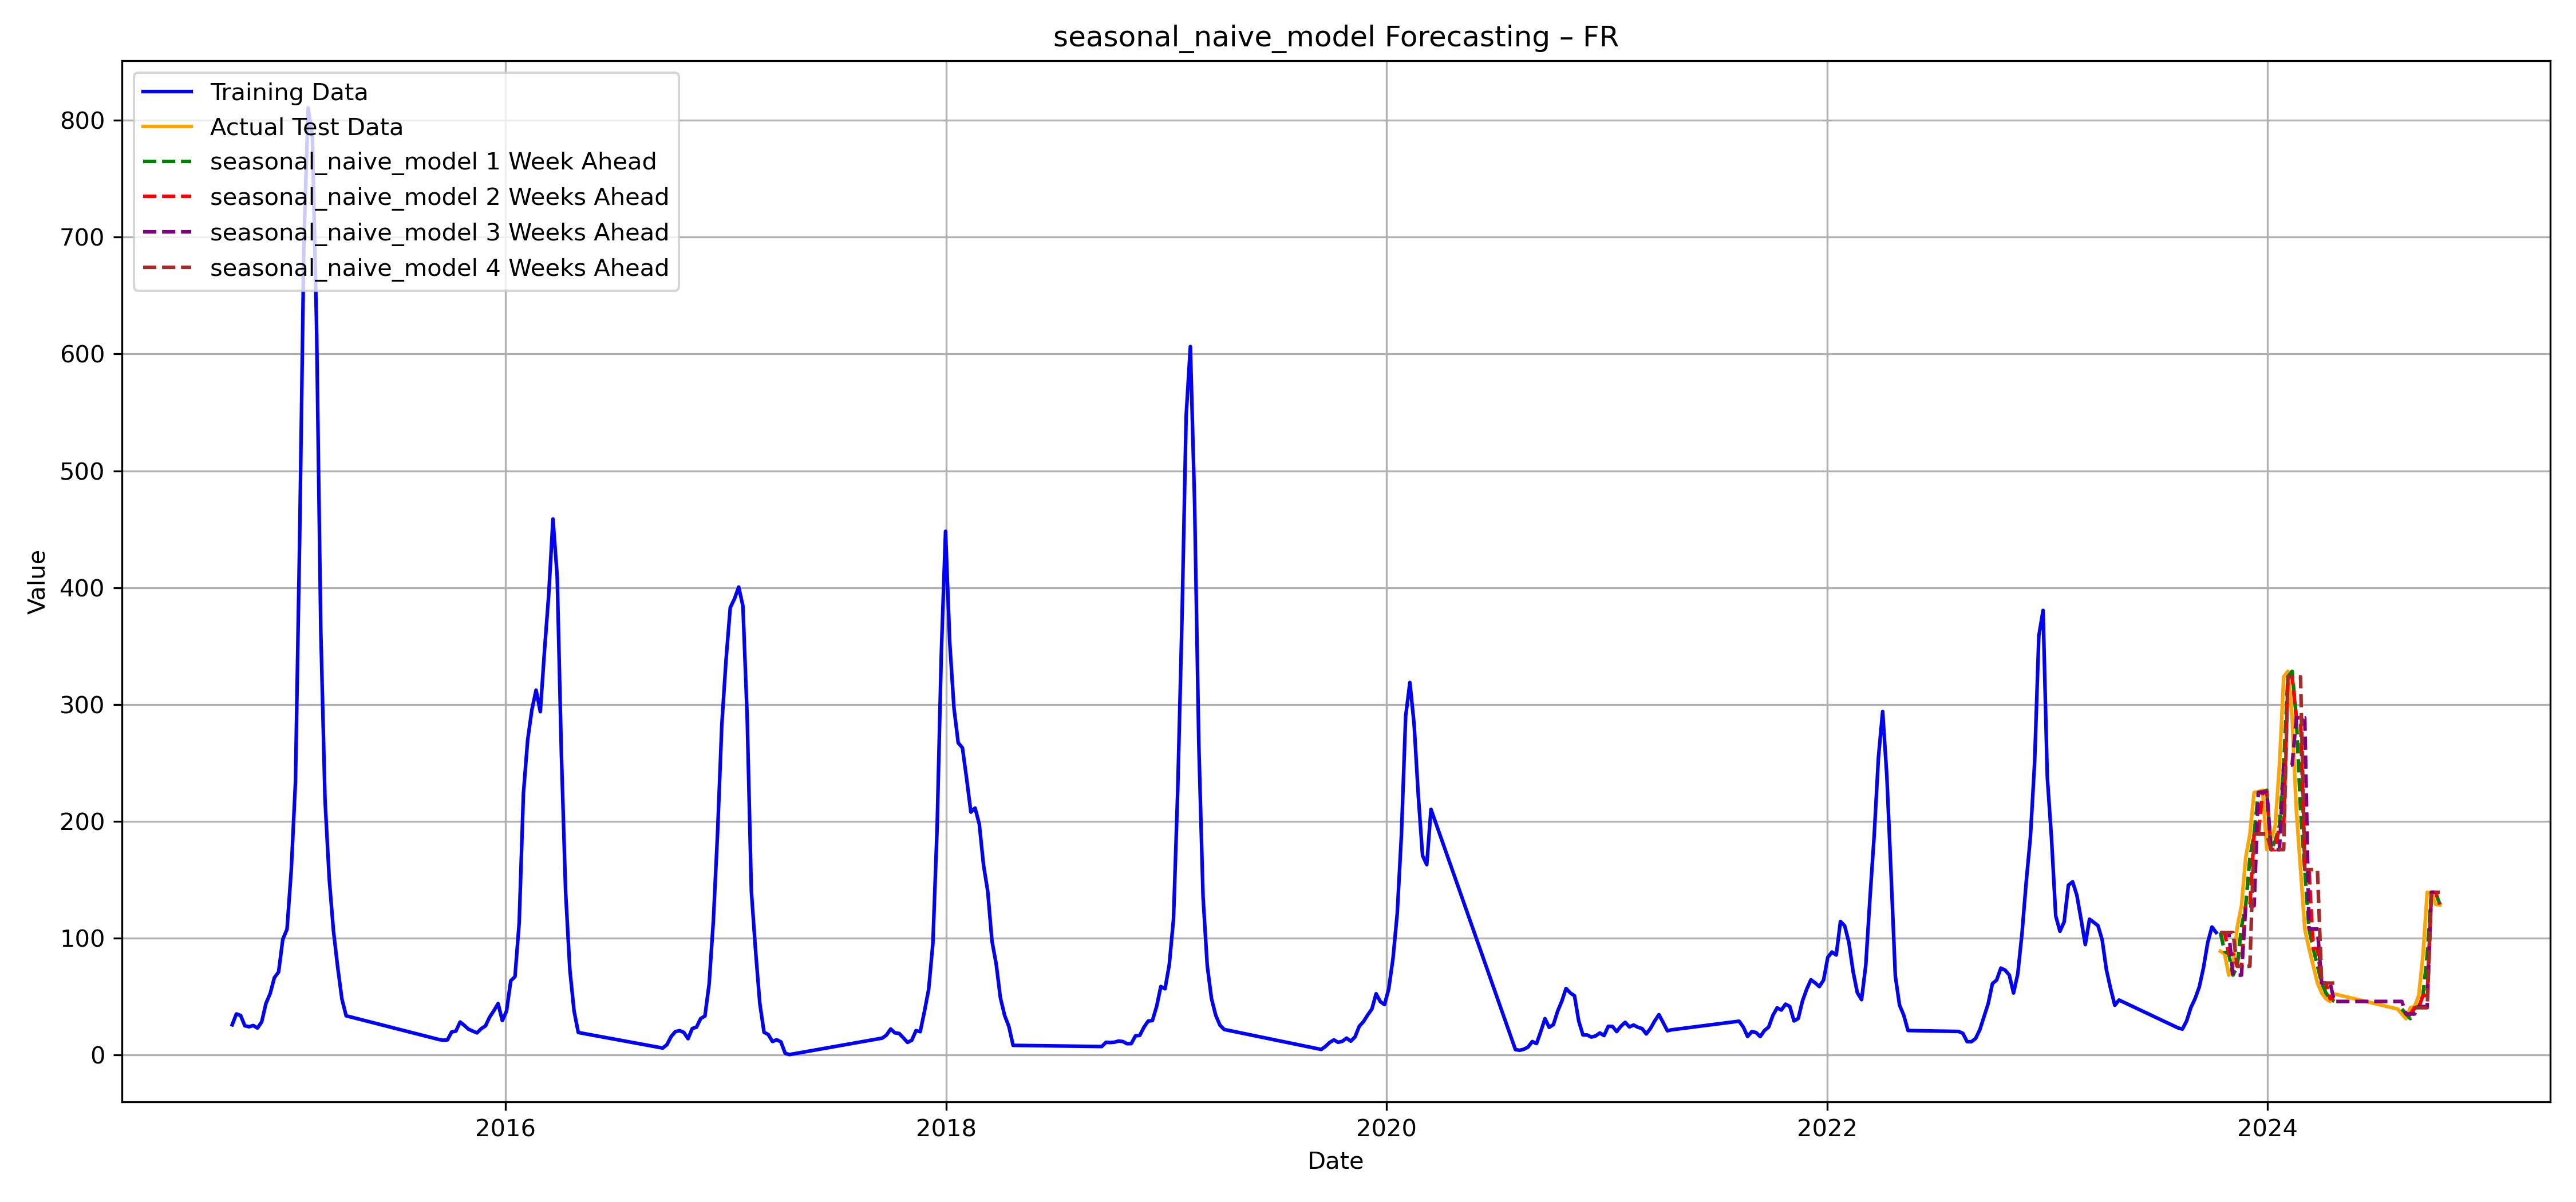 seasonal_naive_model Forecasting – FR
Training Data
Actual Test Data
seasonal_naive_model 1 Week Ahead
seasonal_naive_model 2 Weeks Ahead
seasonal_naive_model 3 Weeks Ahead
seasonal_naive_model 4 Weeks Ahead
800
700
600
500
400
300
200
100
0
Value
2016
2018
2020
2022
2024
Date